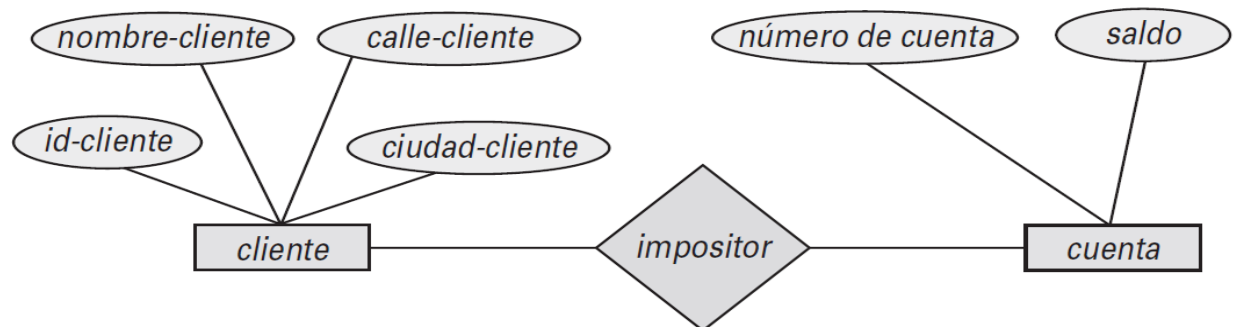 nombre-cliente
calle-cliente
número de cuenta
saldo
id-cliente
ciudad-cliente
cliente
impositor
cuenta